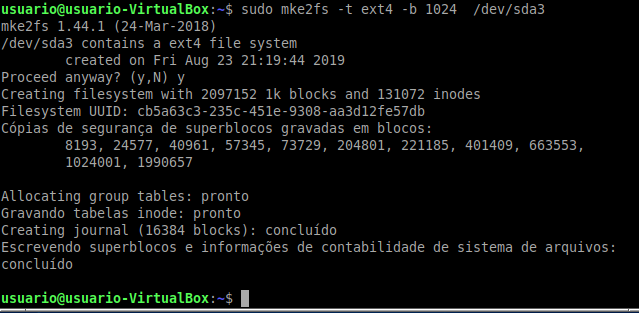 usuario@usuario-VirtualBox:~$ sudo mke2fs -t ext4 -b 1024  /dev/sda3
mke2fs 1.44.1 (24-Mar-2018)
/dev/sda3 contains a ext4 file system
        created on Fri Aug 23 21:19:44 2019
Proceed anyway? (y,N) y
Creating filesystem with 2097152 1k blocks and 131072 inodes
Filesystem UUID: cb5a63c3-235c-451e-9308-aa3d12fe57db
Cópias de segurança de superblocos gravadas em blocos:
        8193, 24577, 40961, 57345, 73729, 204801, 221185, 401409, 663553,
        1024001, 1990657
Allocating group tables: pronto
Gravando tabelas inode: pronto
Creating journal (16384 blocks): concluído
Escrevendo superblocos e informações de contabilidade de sistema de arquivos:
concluído
usuario@usuario-VirtualBox:~$